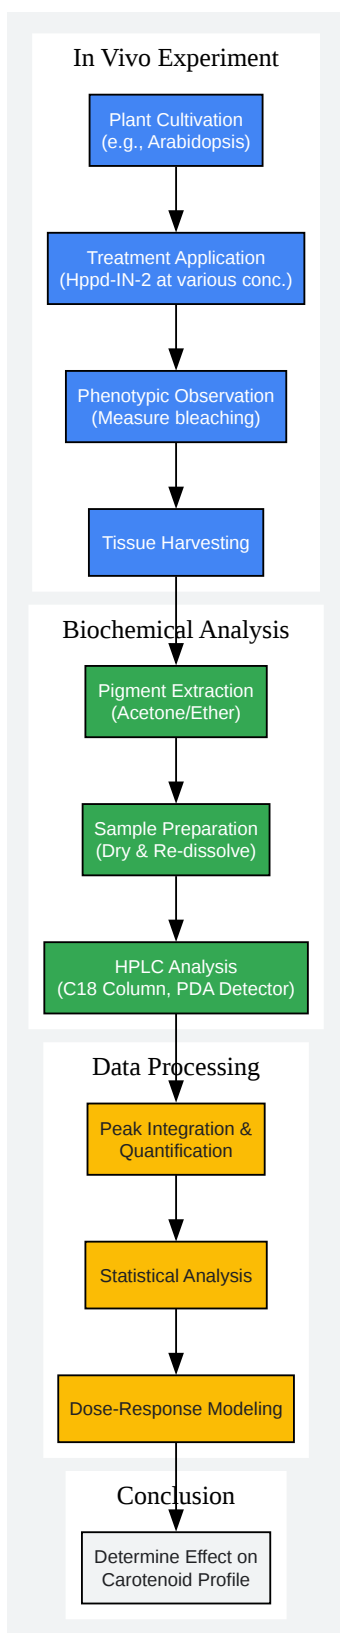 In Vivo Experiment
Plant Cultivation
(e.g., Arabidopsis)
Treatment Application
(Hppd-IN-2 at various conc.)
Phenotypic Observation
(Measure bleaching)
Tissue Harvesting
Biochemical Analysis
Pigment Extraction
(Acetone/Ether)
Sample Preparation
(Dry & Re-dissolve)
HPLC Analysis
(C18 Column, PDA Detector)
Data Processing
Peak Integration &
Quantification
Statistical Analysis
Dose-Response Modeling
Conclusion
Determine Effect on
Carotenoid Profile